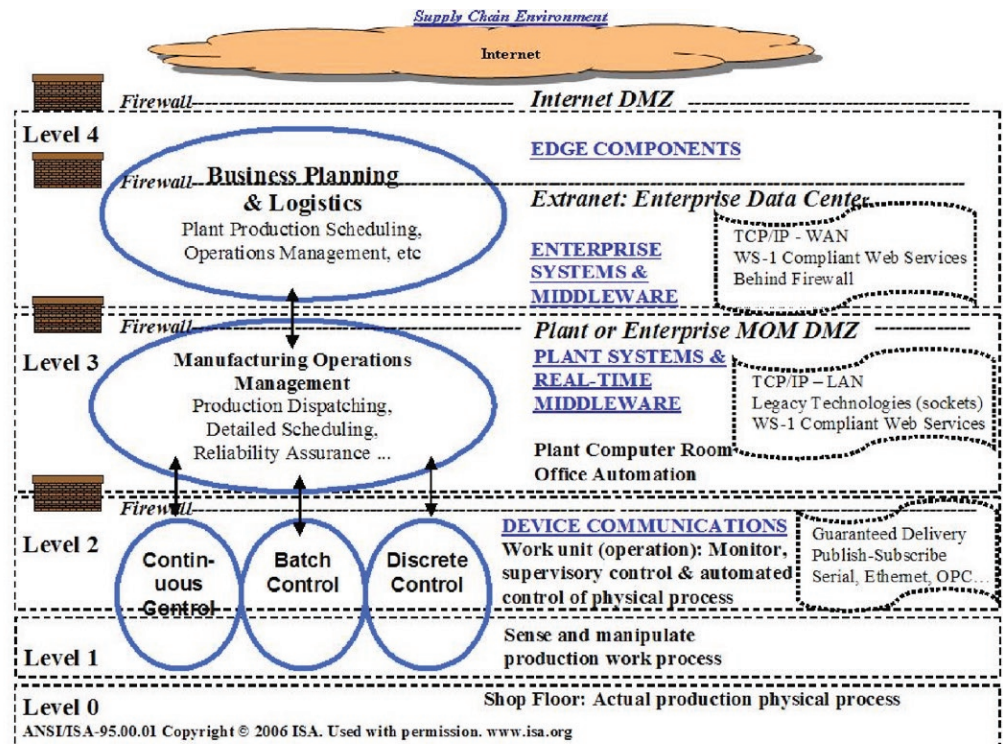 Supply Chain Environment
Internet
Firewall
Internet DMZ
Level 4
EDGE COMPONENTS
Business Planning
& Logistics
Plant Production Scheduling,
Operations Management, etc
Firewall
Extranet: Enterprise Data Center
ENTERPRISE
SYSTEMS &
MIDDLEWARE
TCP/IP - WAN
WS-1 Compliant Web Services
Behind Firewall
Firewall
Plant or Enterprise MOM DMZ
Level 3
Manufacturing Operations
Management
Production Dispatching,
Detailed Scheduling,
Reliability Assurance ...
PLANT SYSTEMS &
REAL-TIME
MIDDLEWARE
TCP/IP – LAN
Legacy Technologies (sockets)
WS-1 Compliant Web Services
Plant Computer Room
Office Automation
Firewall
Level 2
Contin-
uous
Control
Batch
Control
Discrete
Control
DEVICE COMMUNICATIONS
Work unit (operation): Monitor,
supervisory control & automated
control of physical process
Guaranteed Delivery
Publish-Subscribe
Serial, Ethernet, OPC...
Level 1
Sense and manipulate
production work process
Level 0
Shop Floor: Actual production physical process
ANSI/ISA-95.00.01 Copyright © 2006 ISA. Used with permission. www.isa.org